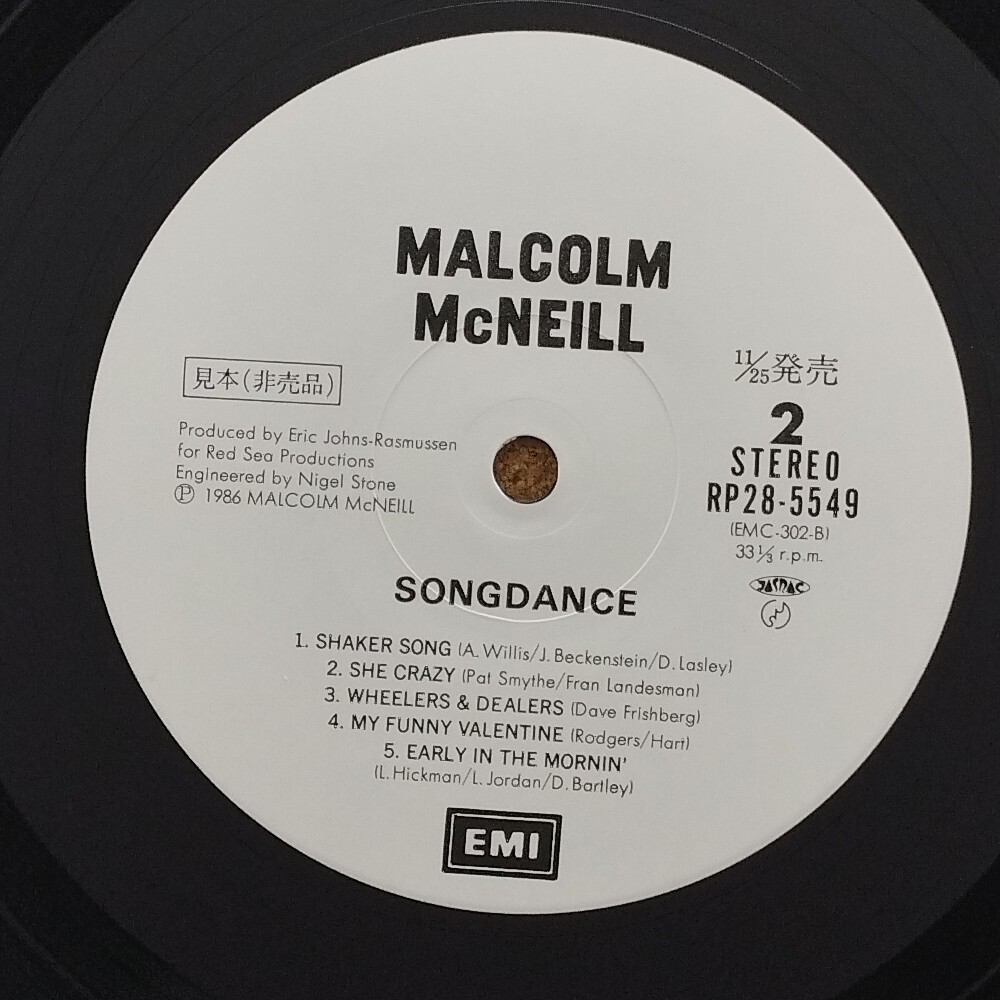 MALCOLM
McNEILL
見本(非売品)
11/25発売
Produced by Eric Johns-Rasmussen
for Red Sea Productions
Engineered by Nigel Stone
Ⓟ 1986 MALCOLM McNEILL
2
STEREO
RP28-5549
(EMC-302-B)
33⅓ r.p.m.
JASRAC
SONGDANCE
1. SHAKER SONG (A. Willis/J. Beckenstein/D. Lasley)
2. SHE CRAZY (Pat Smythe/Fran Landesman)
3. WHEELERS & DEALERS (Dave Frishberg)
4. MY FUNNY VALENTINE (Rodgers/Hart)
5. EARLY IN THE MORNIN'
(L. Hickman/L. Jordan/D. Bartley)
EMI